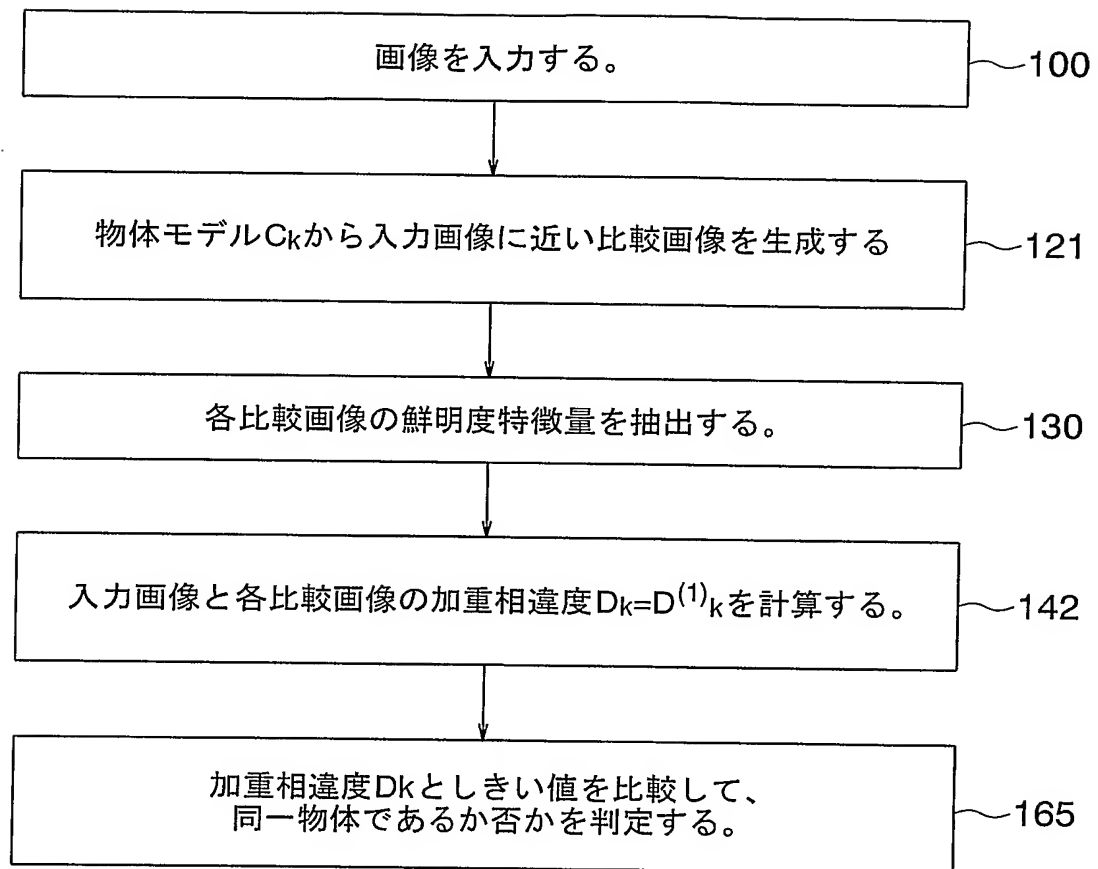 画像を入力する。
100
物体モデルCkから入力画像に近い比較画像を生成する
121
各比較画像の鮮明度特徴量を抽出する。
130
入力画像と各比較画像の加重相違度Dk=D(1)kを計算する。
142
加重相違度Dkとしきい値を比較して、
同一物体であるか否かを判定する。
165